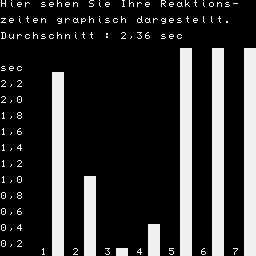 Hier sehen Sie Ihre Reaktions-
zeiten graphisch dargestellt.
Durchschnitt : 2,36 sec
sec
2,2
2,0
1,8
1,6
1,4
1,2
1,0
0,8
0,6
0,4
0,2
1 2 3 4 5 6 7